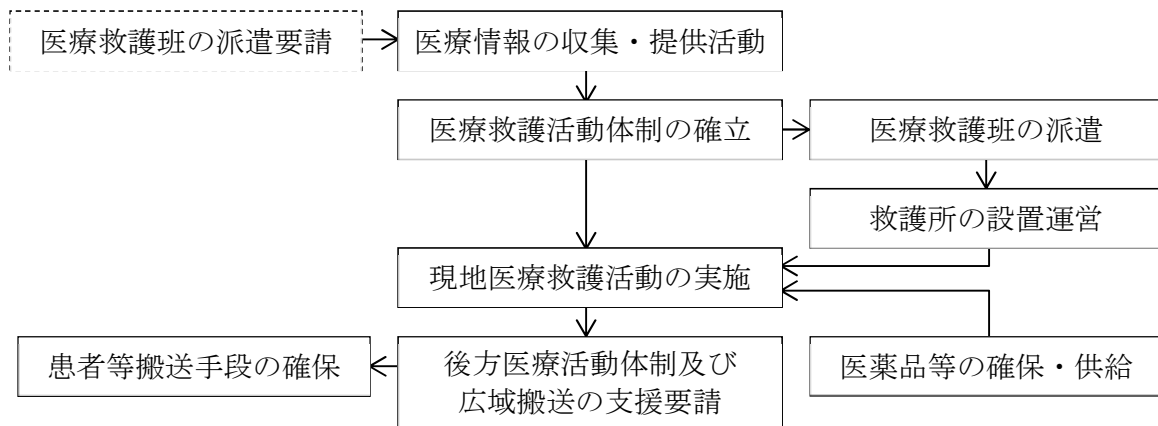 医療救護班の派遣要請
医療情報の収集・提供活動
医療救護活動体制の確立
医療救護班の派遣
救護所の設置運営
現地医療救護活動の実施
患者等搬送手段の確保
後方医療活動体制及び
広域搬送の支援要請
医薬品等の確保・供給